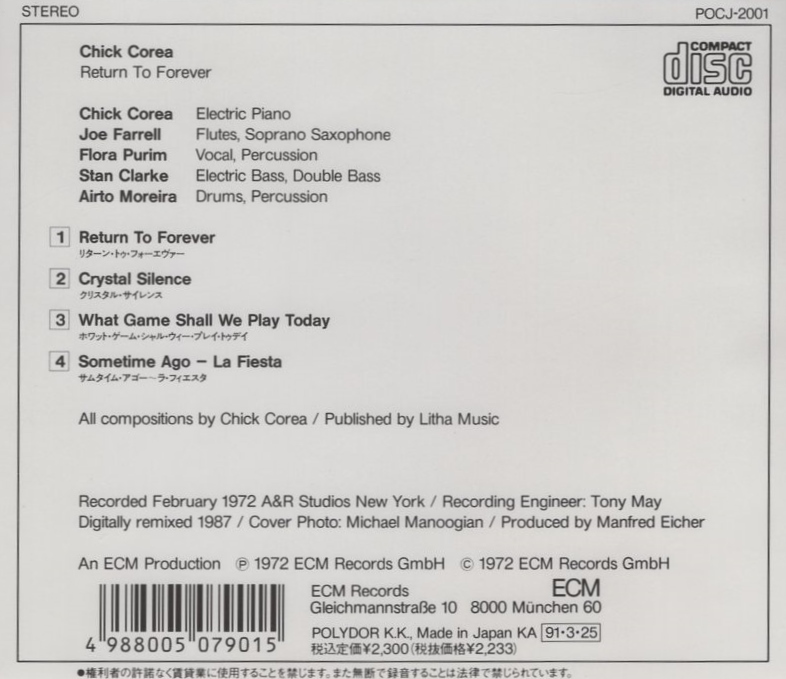 STEREO
POCJ-2001
Chick Corea
Return To Forever
COMPACT
disc
DIGITAL AUDIO
Chick Corea Electric Piano
Joe Farrell Flutes, Soprano Saxophone
Flora Purim Vocal, Percussion
Stan Clarke Electric Bass, Double Bass
Airto Moreira Drums, Percussion
1 Return To Forever
リターン・トゥ・フォーエヴァー
2 Crystal Silence
クリスタル・サイレンス
3 What Game Shall We Play Today
ホワット・ゲーム・シャル・ウィー・プレイ・トゥデイ
4 Sometime Ago – La Fiesta
サムタイム・アゴー〜ラ・フィエスタ
All compositions by Chick Corea / Published by Litha Music
Recorded February 1972 A&R Studios New York / Recording Engineer: Tony May
Digitally remixed 1987 / Cover Photo: Michael Manoogian / Produced by Manfred Eicher
An ECM Production ℗ 1972 ECM Records GmbH © 1972 ECM Records GmbH
ECM Records
ECM
Gleichmannstraße 10 8000 München 60
POLYDOR K.K., Made in Japan KA 91・3・25
税込定価¥2,300(税抜価格¥2,233)
4 988005 079015
●権利者の許諾なく賃貸業に使用することを禁じます。また無断で録音することは法律で禁じられています。